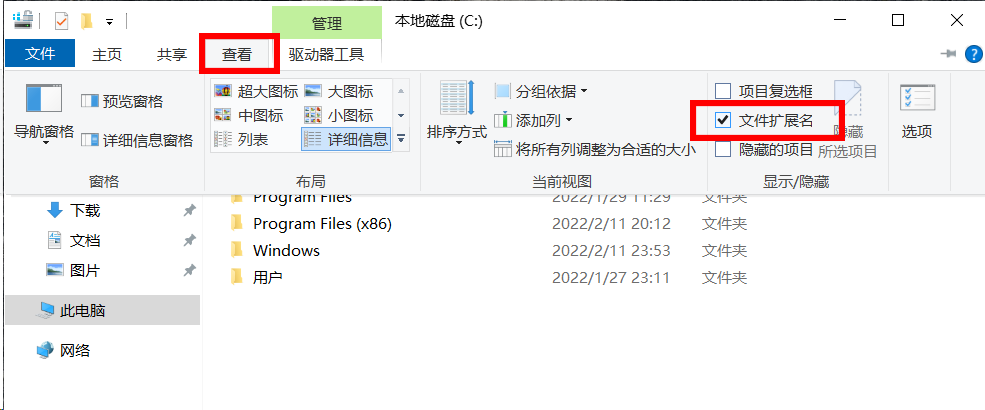 管理
本地磁盘 (C:)
文件
主页
共享
查看
驱动器工具
导航窗格
预览窗格
详细信息窗格
窗格
超大图标
大图标
中图标
小图标
列表
详细信息
布局
排序方式
分组依据
添加列
将所有列调整为合适的大小
当前视图
项目复选框
文件扩展名
隐藏的项目
隐藏
所选项目
显示/隐藏
选项
下载
文档
图片
此电脑
网络
Program Files 2022/1/29 11:29 文件夹
Program Files (x86) 2022/2/11 20:12 文件夹
Windows 2022/2/11 23:53 文件夹
用户 2022/1/27 23:11 文件夹